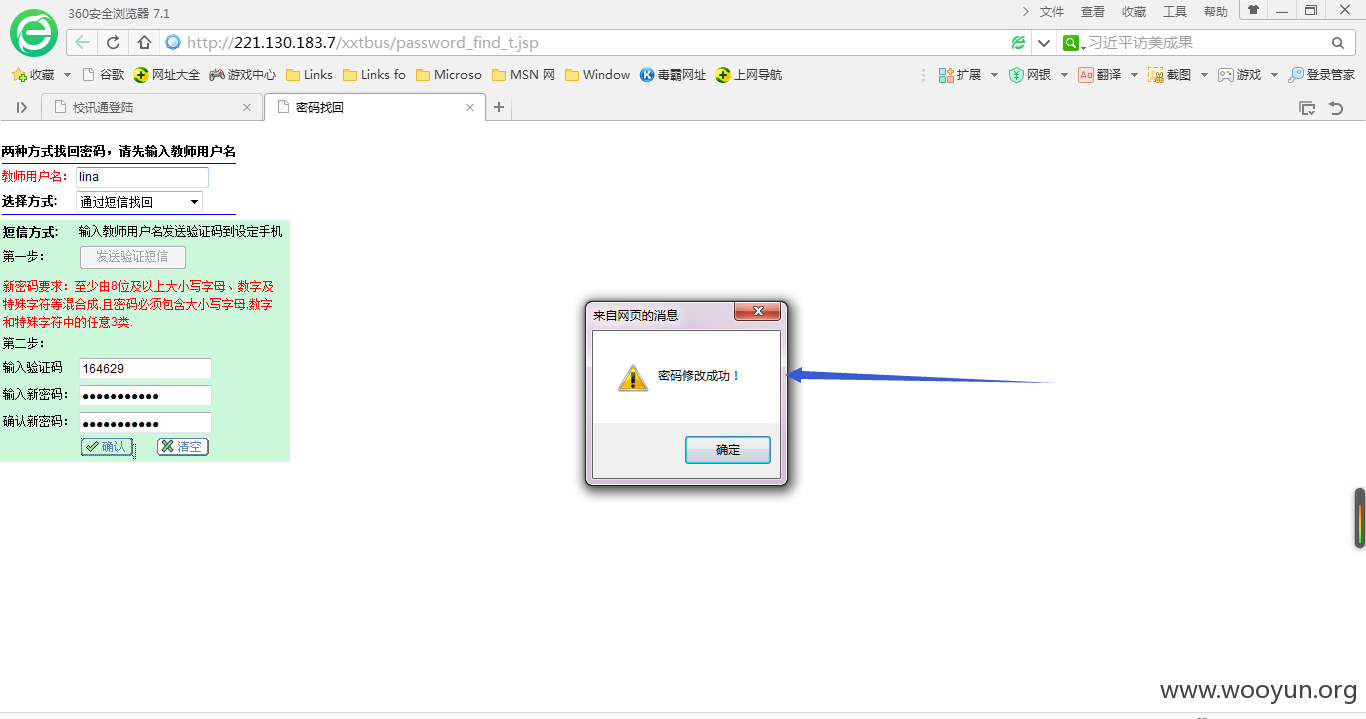 360安全浏览器 7.1
文件 查看 收藏 工具 帮助
http://221.130.183.7/xxtbus/password_find_t.jsp
习近平访美成果
收藏 谷歌 网址大全 游戏中心 Links Links fo Microso MSN 网 Window 毒霸网址 上网导航 扩展 网银 Aa 翻译 截图 游戏 登录管家
校讯通登陆 密码找回
两种方式找回密码，请先输入教师用户名
教师用户名: lina
选择方式: 通过短信找回
短信方式: 输入教师用户名发送验证码到设定手机
第一步: 发送验证短信
新密码要求: 至少由8位及以上大小写字母、数字及
特殊字符等混合成,且密码必须包含大小写字母,数字
和特殊字符中的任意3类.
第二步:
输入验证码 164629
输入新密码:
确认新密码:
确认 清空
来自网页的消息
密码修改成功！
确定
www.wooyun.org